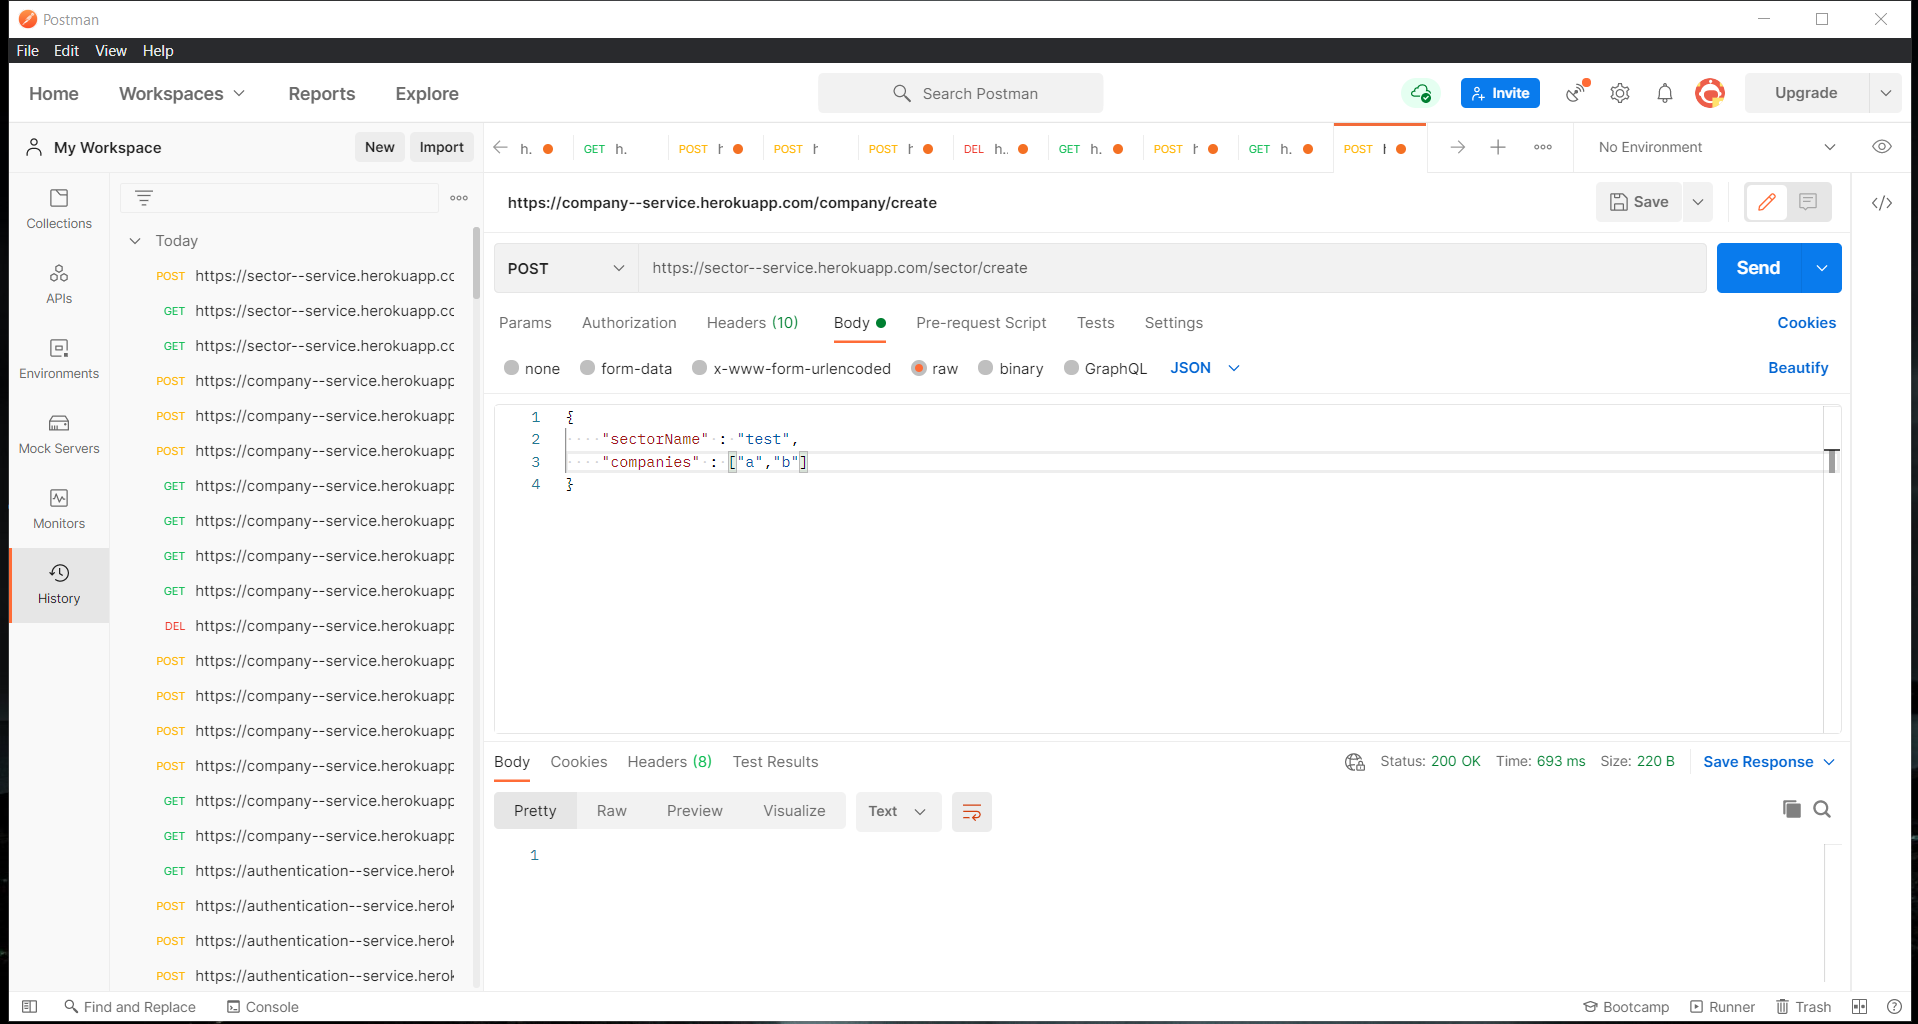 Postman
File Edit View Help
Home Workspaces Reports Explore Search Postman Invite Upgrade
My Workspace New Import h. GET h. POST POST POST DEL h.. GET h. POST GET h. POST No Environment
Collections
APIs
Environments
Mock Servers
Monitors
History
Today
POST https://sector--service.herokuapp.cc
GET https://sector--service.herokuapp.cc
GET https://sector--service.herokuapp.cc
POST https://company--service.herokuapp
POST https://company--service.herokuapp
POST https://company--service.herokuapp
GET https://company--service.herokuapp
GET https://company--service.herokuapp
GET https://company--service.herokuapp
GET https://company--service.herokuapp
DEL https://company--service.herokuapp
POST https://company--service.herokuapp
POST https://company--service.herokuapp
POST https://company--service.herokuapp
POST https://company--service.herokuapp
GET https://company--service.herokuapp
GET https://company--service.herokuapp
GET https://authentication--service.herok
POST https://authentication--service.herok
POST https://authentication--service.herok
POST https://authentication--service.herok
https://company--service.herokuapp.com/company/create Save </>
POST https://sector--service.herokuapp.com/sector/create Send
Params Authorization Headers (10) Body Pre-request Script Tests Settings Cookies
none form-data x-www-form-urlencoded raw binary GraphQL JSON Beautify
1 {
2 "sectorName" : "test",
3 "companies" : ["a","b"]
4 }
Body Cookies Headers (8) Test Results Status: 200 OK Time: 693 ms Size: 220 B Save Response
Pretty Raw Preview Visualize Text
1
Find and Replace Console Bootcamp Runner Trash